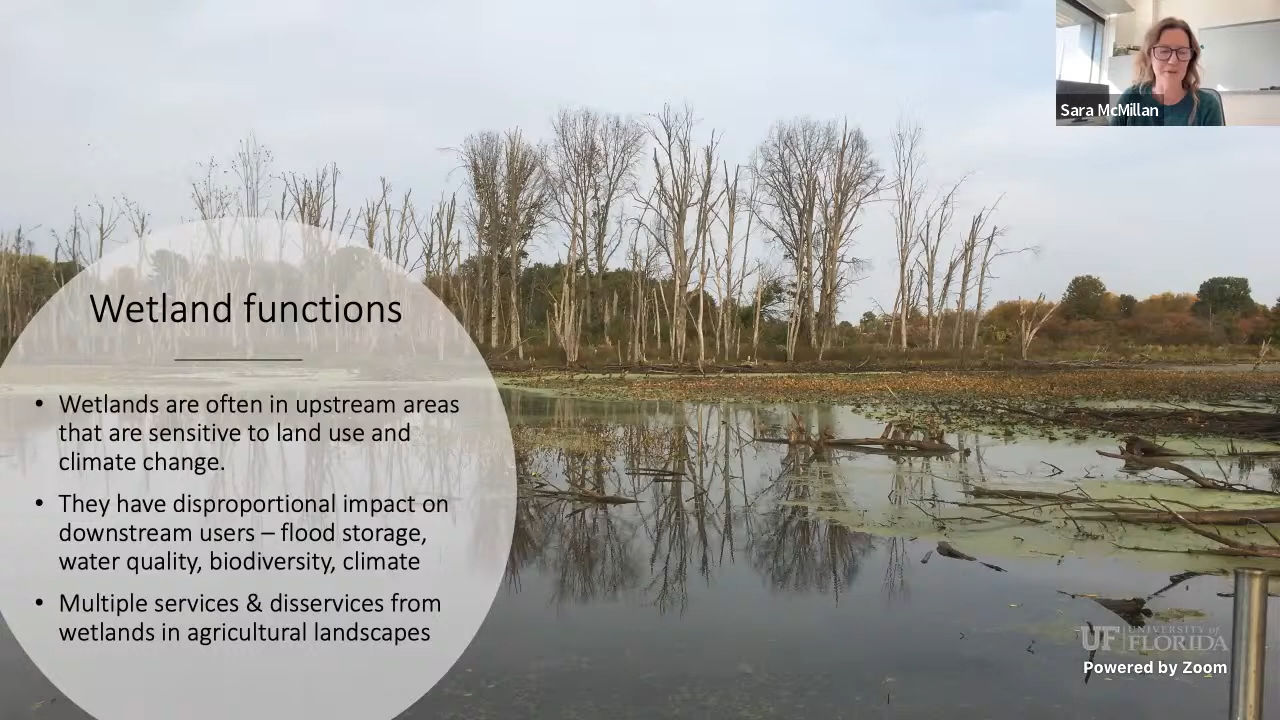 Sara McMillan
Wetland functions
• Wetlands are often in upstream areas
that are sensitive to land use and
climate change.
• They have disproportional impact on
downstream users – flood storage,
water quality, biodiversity, climate
• Multiple services & disservices from
wetlands in agricultural landscapes
UF UNIVERSITY of
FLORIDA
Powered by Zoom